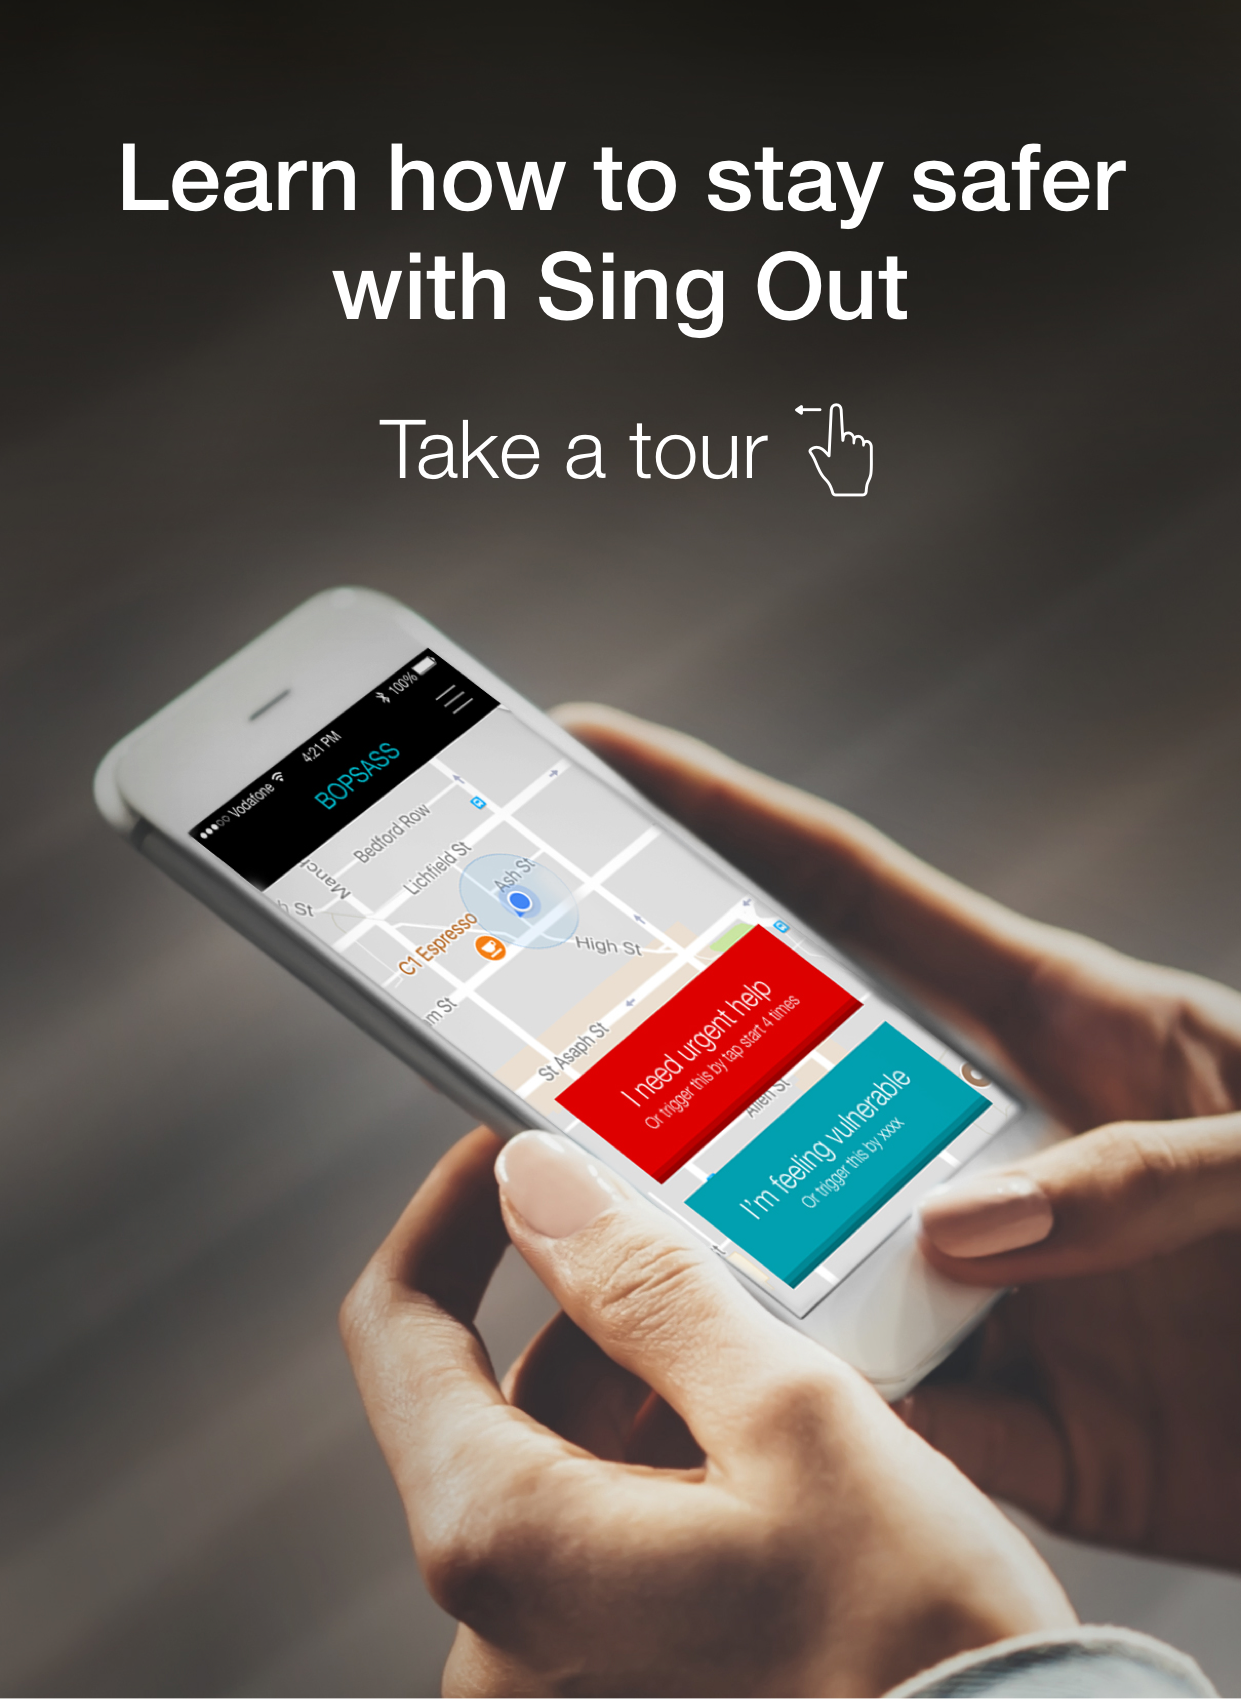 Learn how to stay safer
with Sing Out
Take a tour
Vodafone
4:21 PM
100%
BOPSASS
Bedford Row
Lichfield St
Ash St
St
C1 Espresso
High St
St
St Asaph St
I need urgent help
Or trigger this by tap start 4 times
Allen St
I'm feeling vulnerable
Or trigger this by xxxx